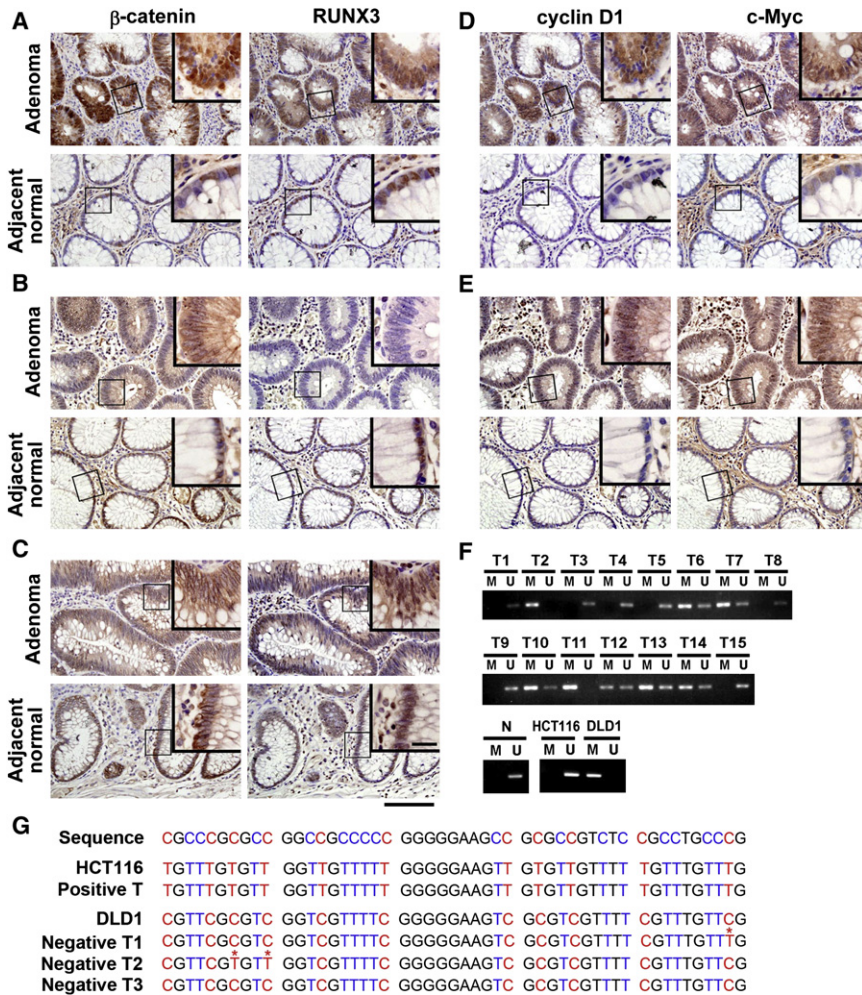 A β-catenin RUNX3 D cyclin D1 c-Myc
Adenoma
Adjacent normal
B E
Adenoma
Adjacent normal
C
Adenoma
Adjacent normal
F
T1 T2 T3 T4 T5 T6 T7 T8
M U M U M U M U M U M U M U M U
T9 T10 T11 T12 T13 T14 T15
M U M U M U M U M U M U M U
N HCT116 DLD1
M U M U M U
G
Sequence CGCCCGCGCC GGCCGCCCCC GGGGGAAGCC GCGCCGTCTC CGCCTGCCCG
HCT116 TGTTTGTGTT GGTTGTTTTT GGGGGAAGTT GTGTTGTTTT TGTTTGTTTG
Positive T TGTTTGTGTT GGTTGTTTTT GGGGGAAGTT GTGTTGTTTT TGTTTGTTTG
DLD1 CGTTCGCGTC GGTCGTTTTC GGGGGAAGTC GCGTCGTTTT CGTTTGTTCG
*
Negative T1 CGTTCGCGTC GGTCGTTTTC GGGGGAAGTC GCGTCGTTTT CGTTTGTTTG
* *
Negative T2 CGTTCGTGTT GGTCGTTTTC GGGGGAAGTC GCGTCGTTTT CGTTTGTTCG
Negative T3 CGTTCGCGTC GGTCGTTTTC GGGGGAAGTC GCGTCGTTTT CGTTTGTTCG